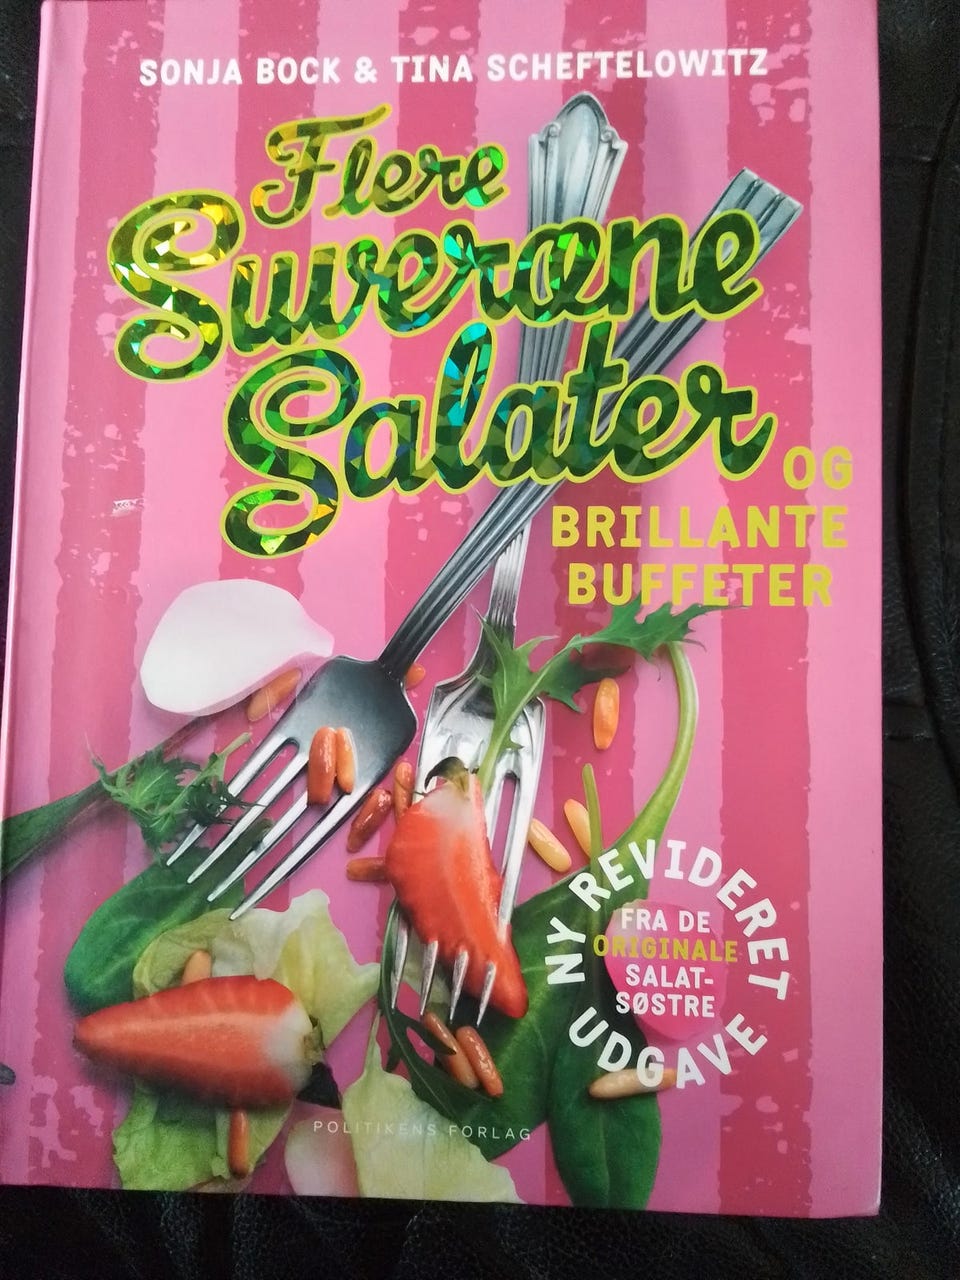 SONJA BOCK & TINA SCHEFTELOWITZ
Flere
Suveræne
Salater
OG
BRILLANTE
BUFFETER
NY REVIDERET
FRA DE
ORIGINALE
SALAT-
SØSTRE
UDGAVE
POLITIKENS FORLAG